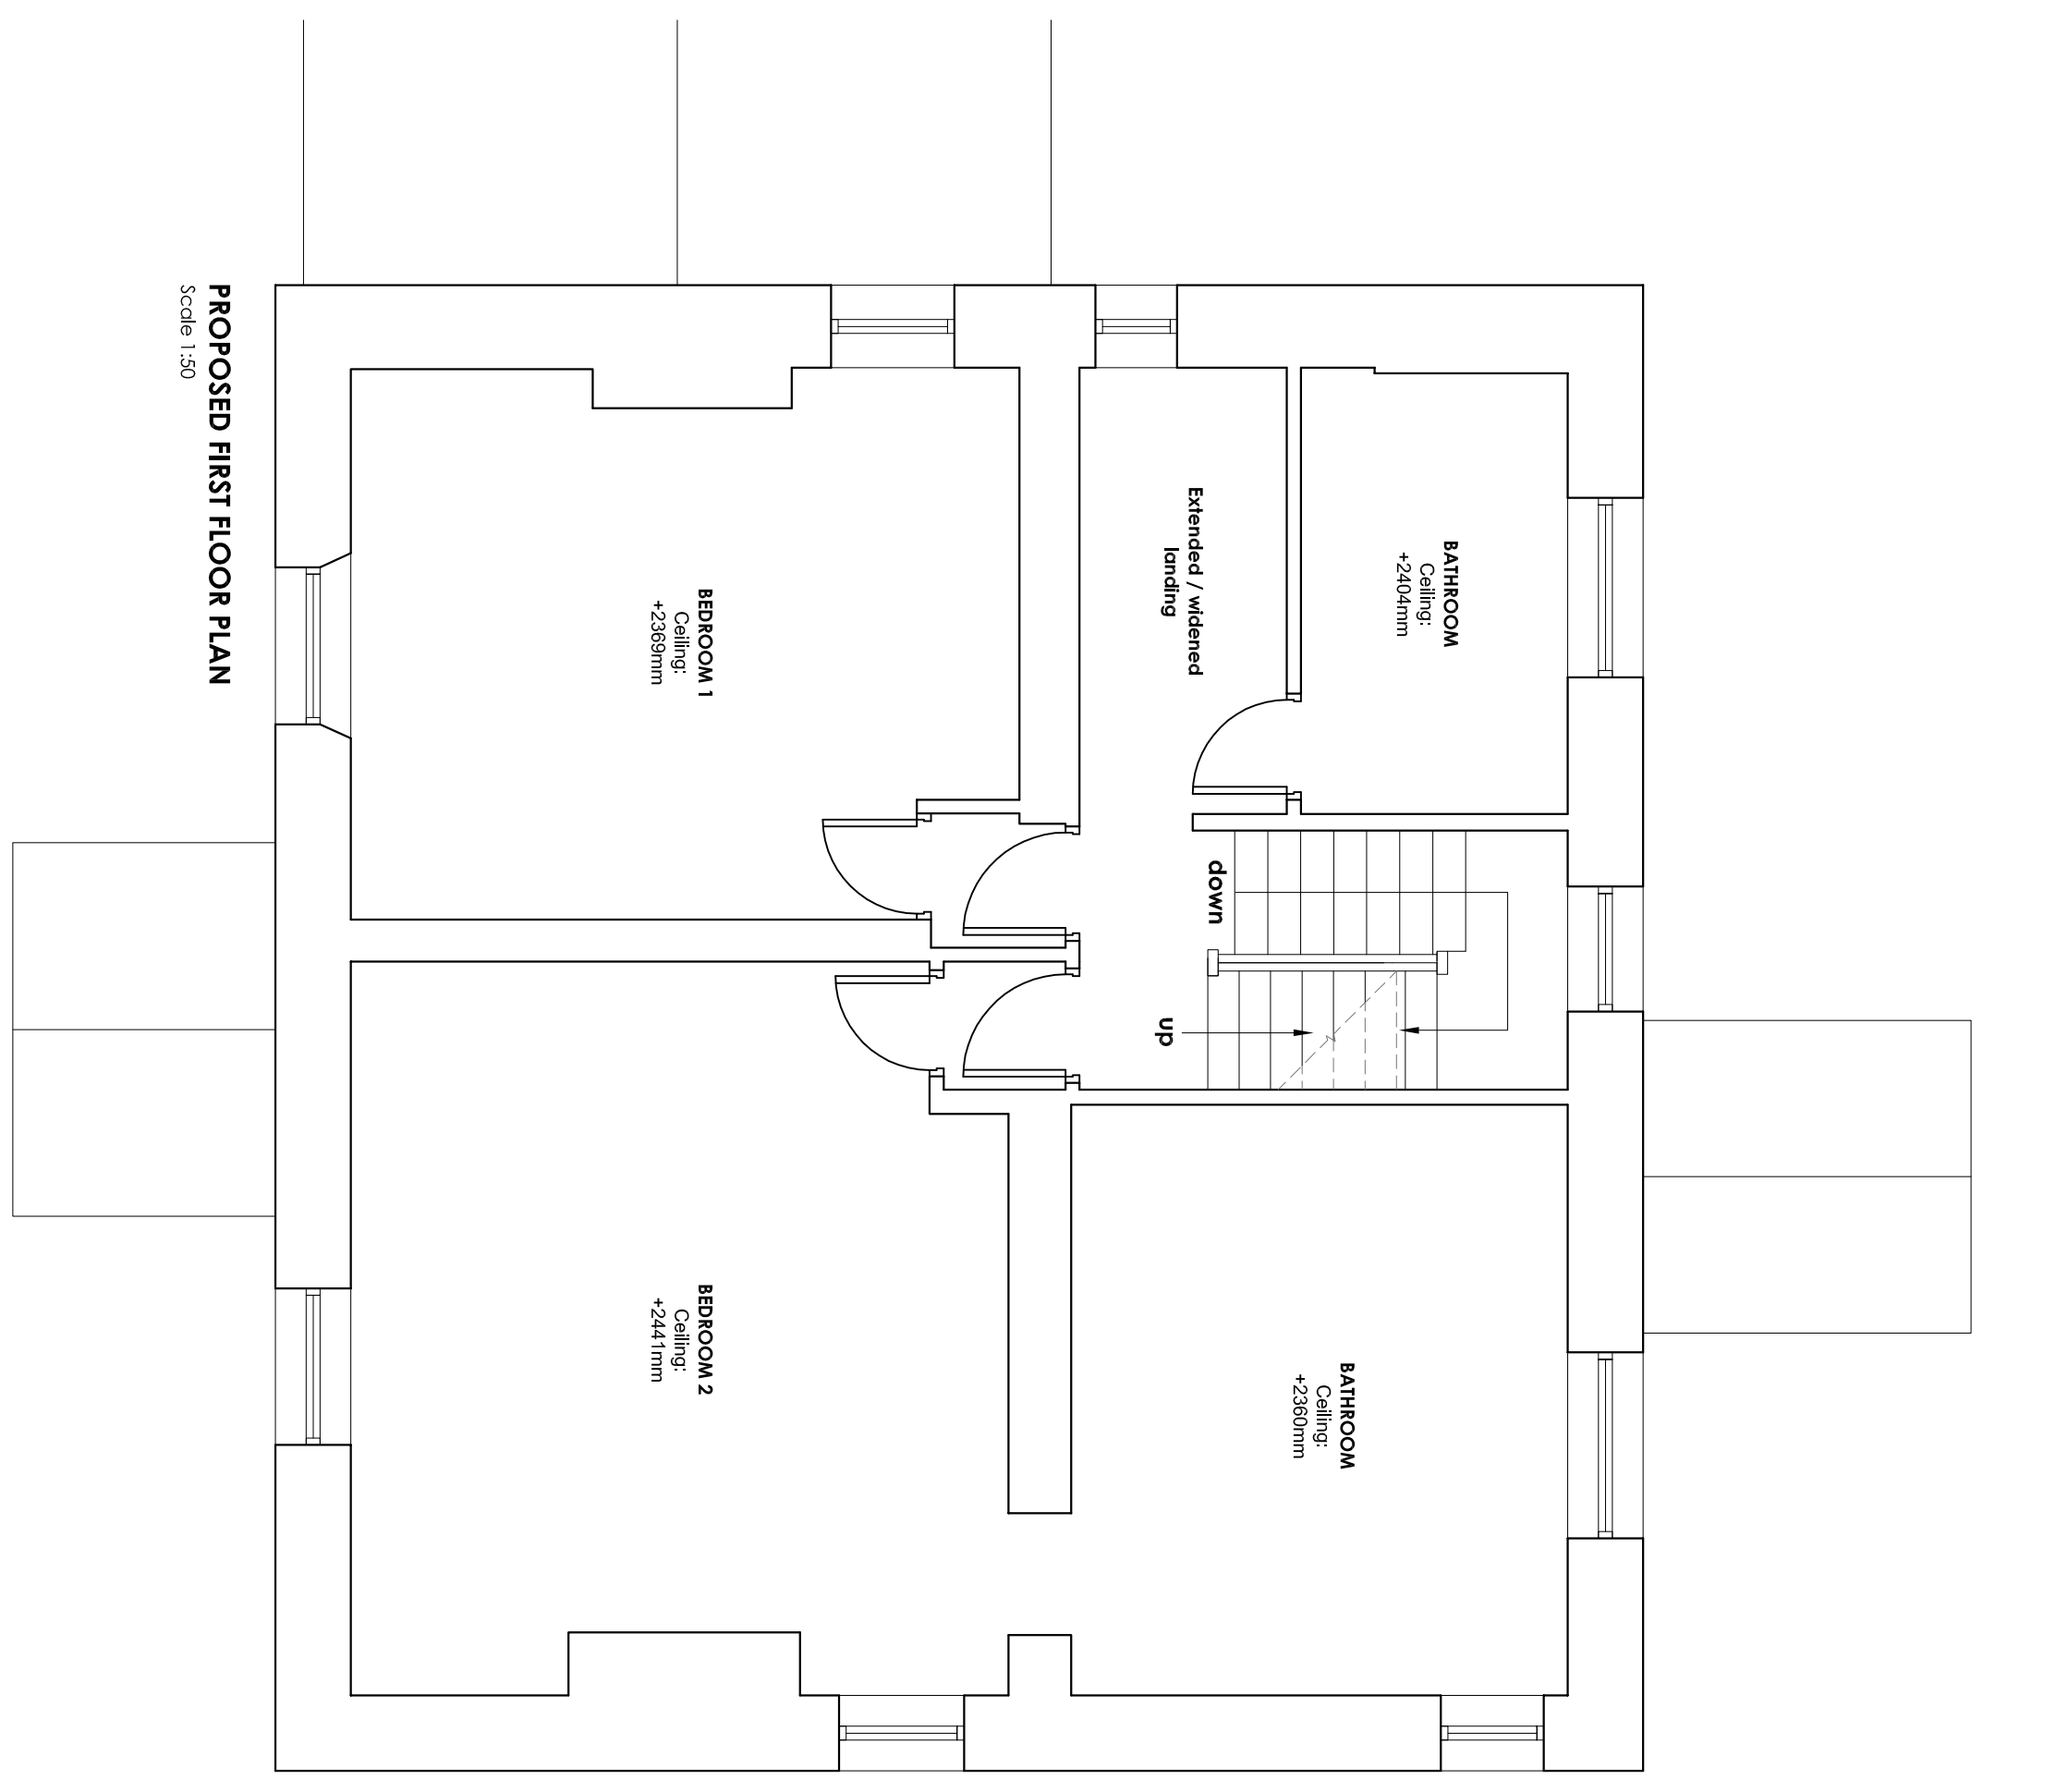 PROPOSED FIRST FLOOR PLAN
Scale 1:50
BATHROOM
Ceiling:
+2404mm
Extended / widened
landing
BEDROOM 1
Ceiling:
+2369mm
down
up
BATHROOM
Ceiling:
+2360mm
BEDROOM 2
Ceiling:
+2441mm